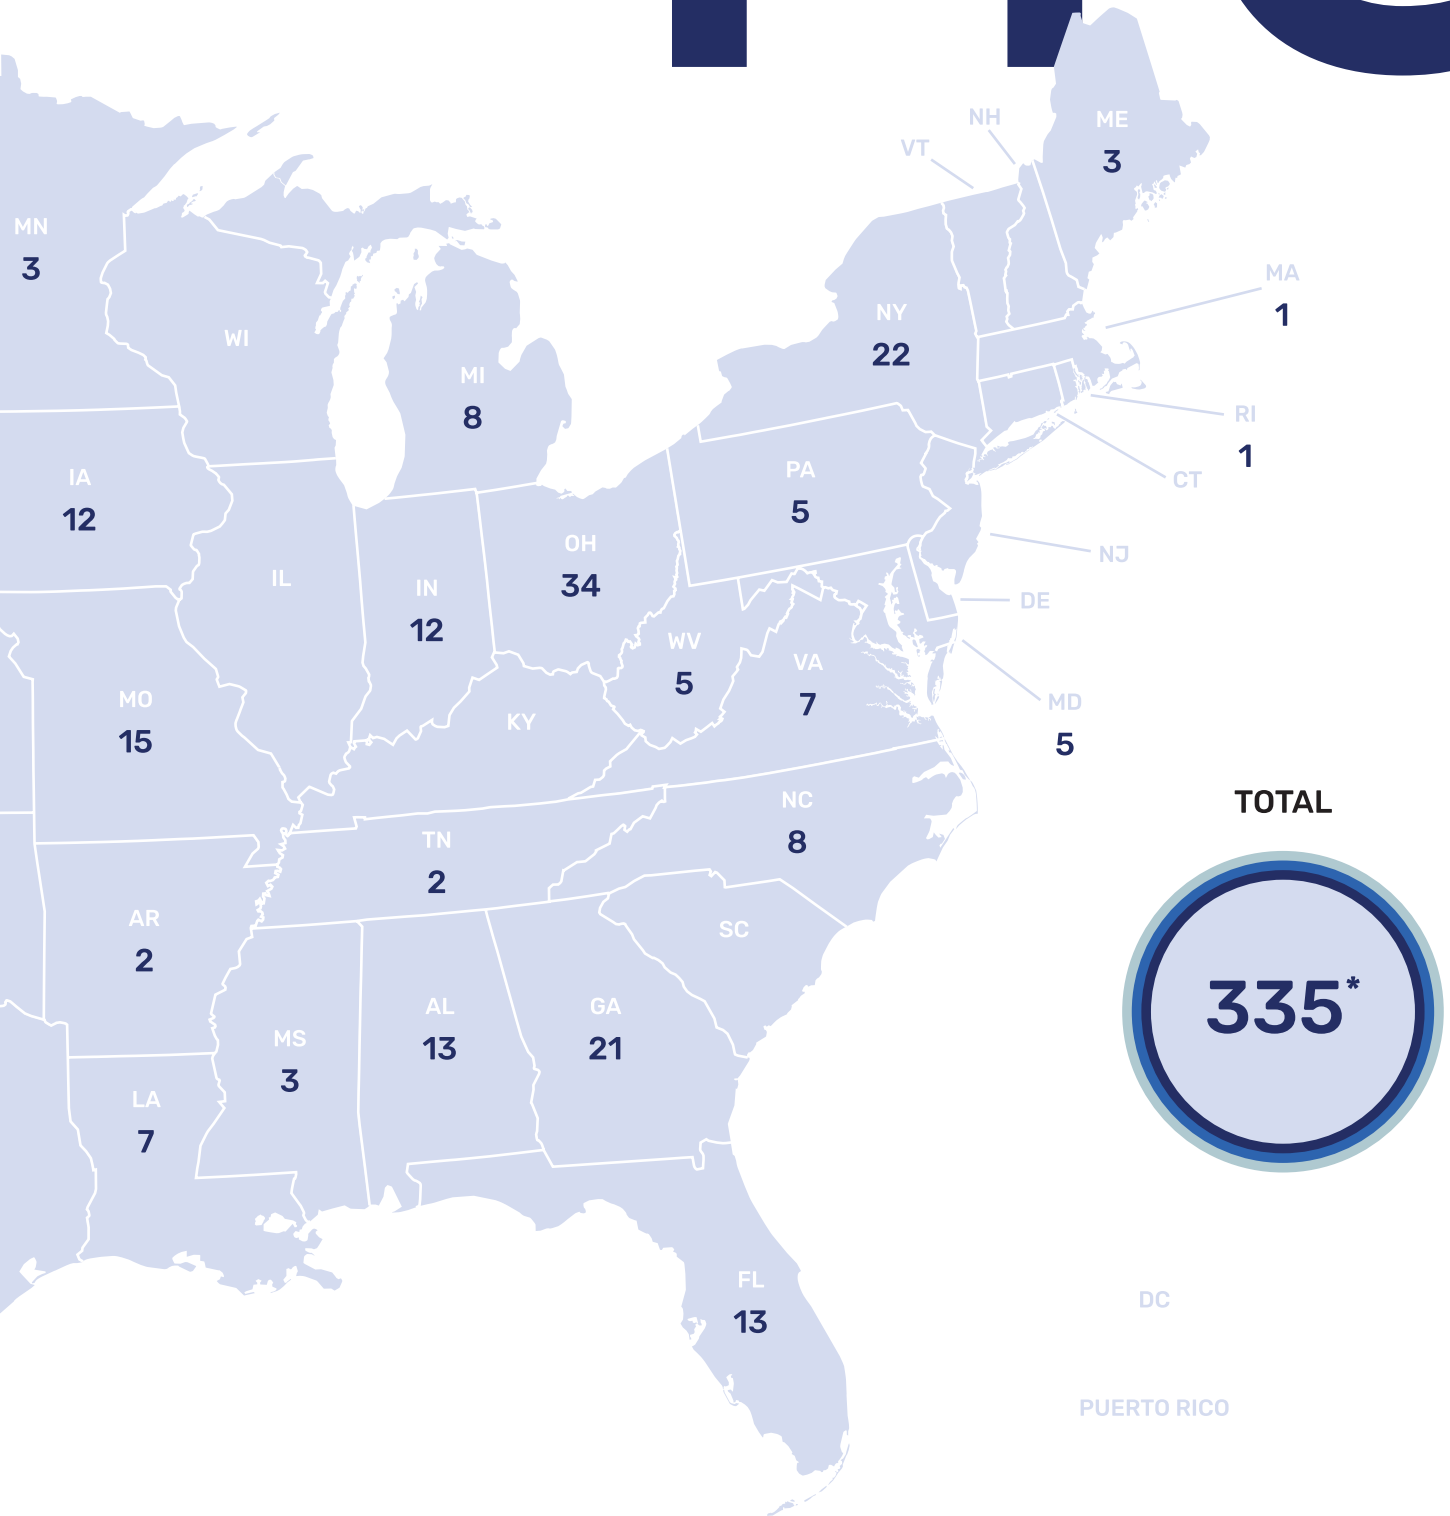 NH
ME
3
VT
MN
3
MA
1
NY
22
WI
MI
8
RI
1
PA
5
IA
12
CT
OH
34
NJ
IL
IN
12
DE
WV
5
VA
7
MO
15
MD
5
KY
NC
8
TOTAL
TN
2
AR
2
SC
335*
AL
13
GA
21
MS
3
LA
7
FL
13
DC
PUERTO RICO